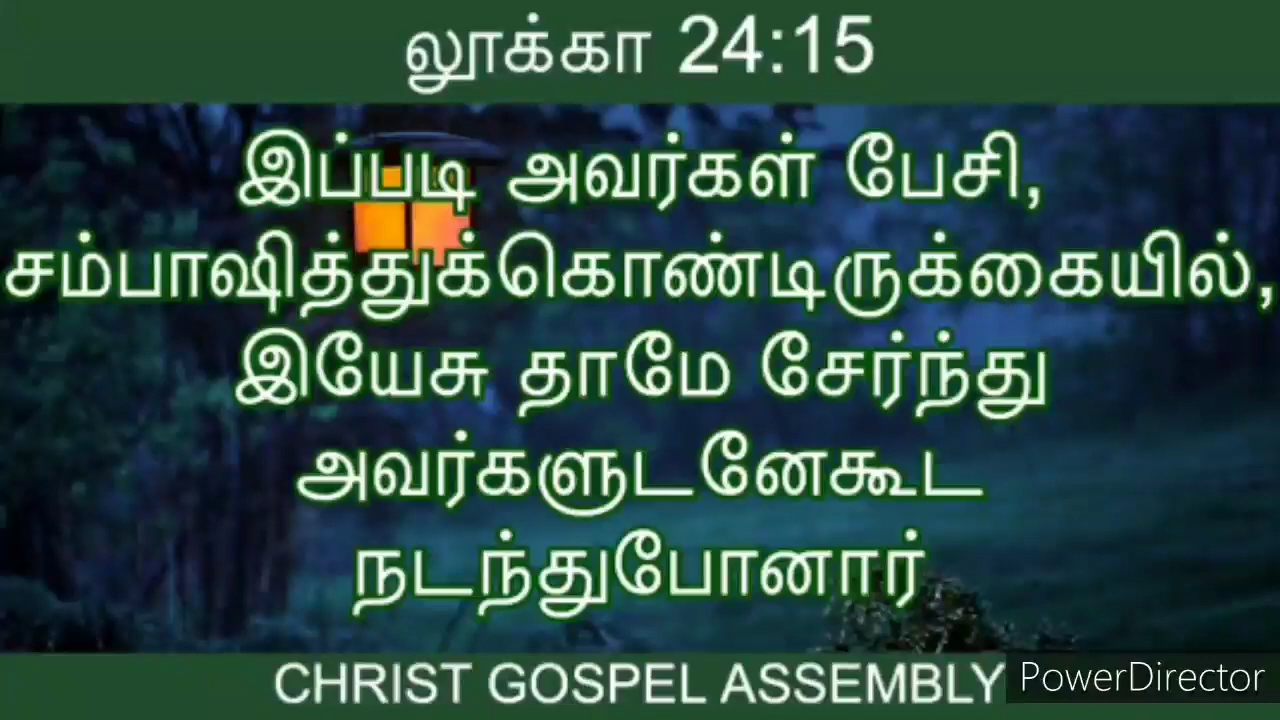 லூக்கா 24:15
இப்படி அவர்கள் பேசி,
சம்பாஷித்துக்கொண்டிருக்கையில்,
இயேசு தாமே சேர்ந்து
அவர்களுடனேகூட
நடந்துபோனார்
CHRIST GOSPEL ASSEMBLY
PowerDirector